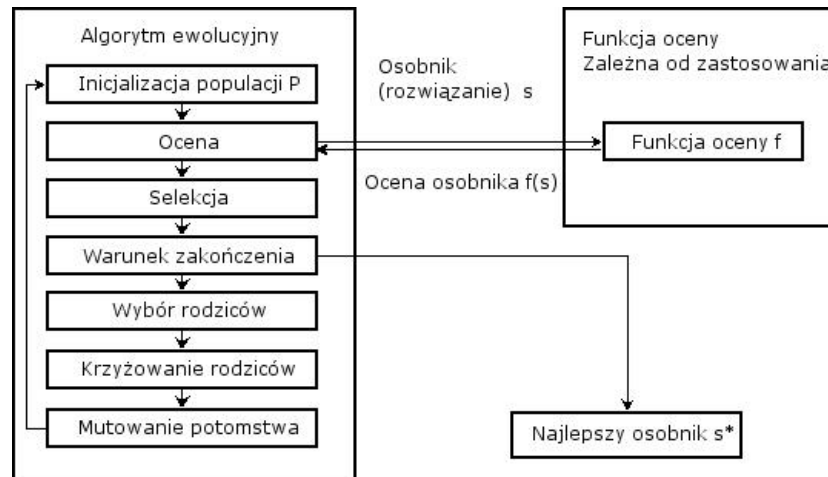 Algorytm ewolucyjny
Inicjalizacja populacji P
Ocena
Selekcja
Warunek zakończenia
Wybór rodziców
Krzyżowanie rodziców
Mutowanie potomstwa
Osobnik
(rozwiązanie) s
Ocena osobnika f(s)
Funkcja oceny
Zależna od zastosowania
Funkcja oceny f
Najlepszy osobnik s*